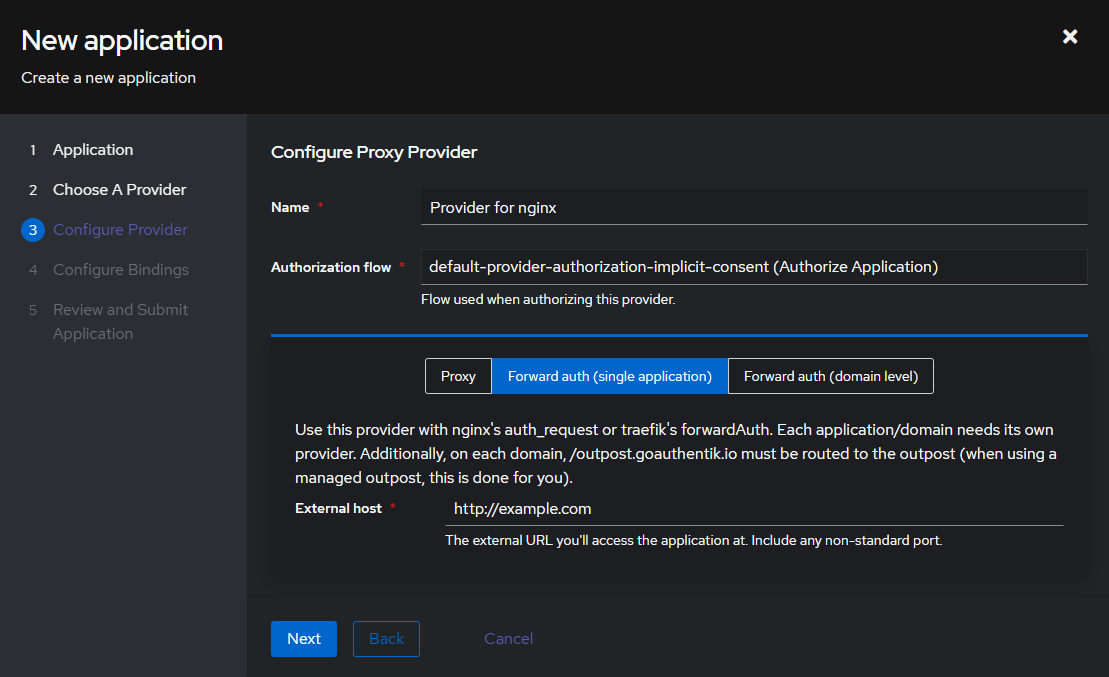 New application
Create a new application
1 Application
2 Choose A Provider
3 Configure Provider
4 Configure Bindings
5 Review and Submit
Application
Configure Proxy Provider
Name *
Provider for nginx
Authorization flow *
default-provider-authorization-implicit-consent (Authorize Application)
Flow used when authorizing this provider.
Proxy
Forward auth (single application)
Forward auth (domain level)
Use this provider with nginx's auth_request or traefik's forwardAuth. Each application/domain needs its own
provider. Additionally, on each domain, /outpost.goauthentik.io must be routed to the outpost (when using a
managed outpost, this is done for you).
External host *
http://example.com
The external URL you'll access the application at. Include any non-standard port.
Next
Back
Cancel